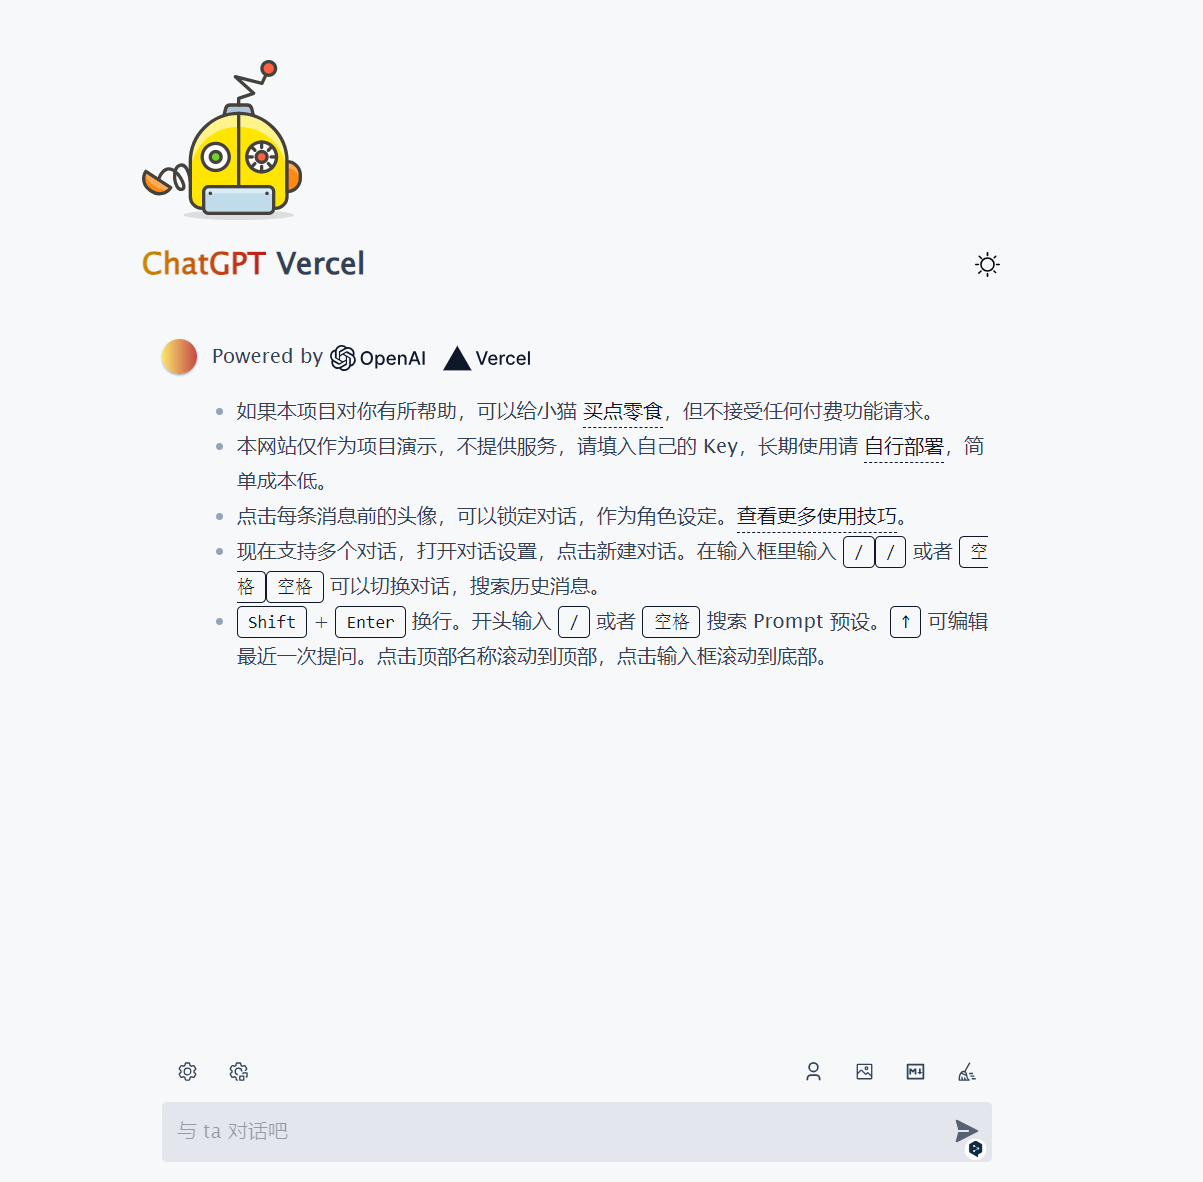 ChatGPT Vercel
Powered by OpenAI Vercel
如果本项目对你有所帮助，可以给小猫 买点零食，但不接受任何付费功能请求。
本网站仅作为项目演示，不提供服务，请填入自己的 Key，长期使用请 自行部署，简
单成本低。
点击每条消息前的头像，可以锁定对话，作为角色设定。查看更多使用技巧。
现在支持多个对话，打开对话设置，点击新建对话。在输入框里输入 / / 或者 空
格 空格 可以切换对话，搜索历史消息。
Shift + Enter 换行。开头输入 / 或者 空格 搜索 Prompt 预设。↑ 可编辑
最近一次提问。点击顶部名称滚动到顶部，点击输入框滚动到底部。
M↓
与 ta 对话吧